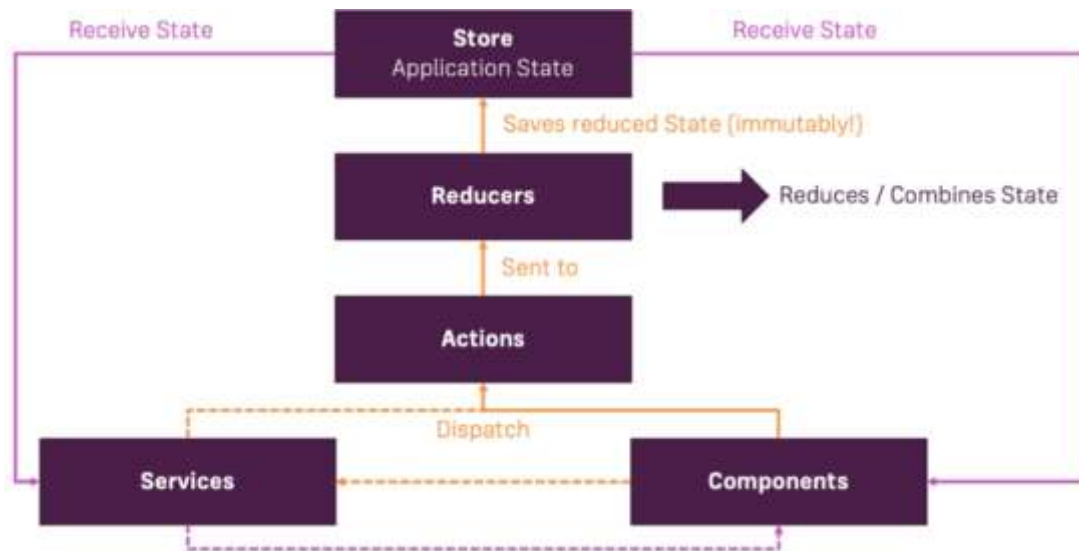 Receive State
Store
Application State
Receive State
Saves reduced State (immutably!)
Reducers
Reduces / Combines State
Sent to
Actions
Dispatch
Services
Components